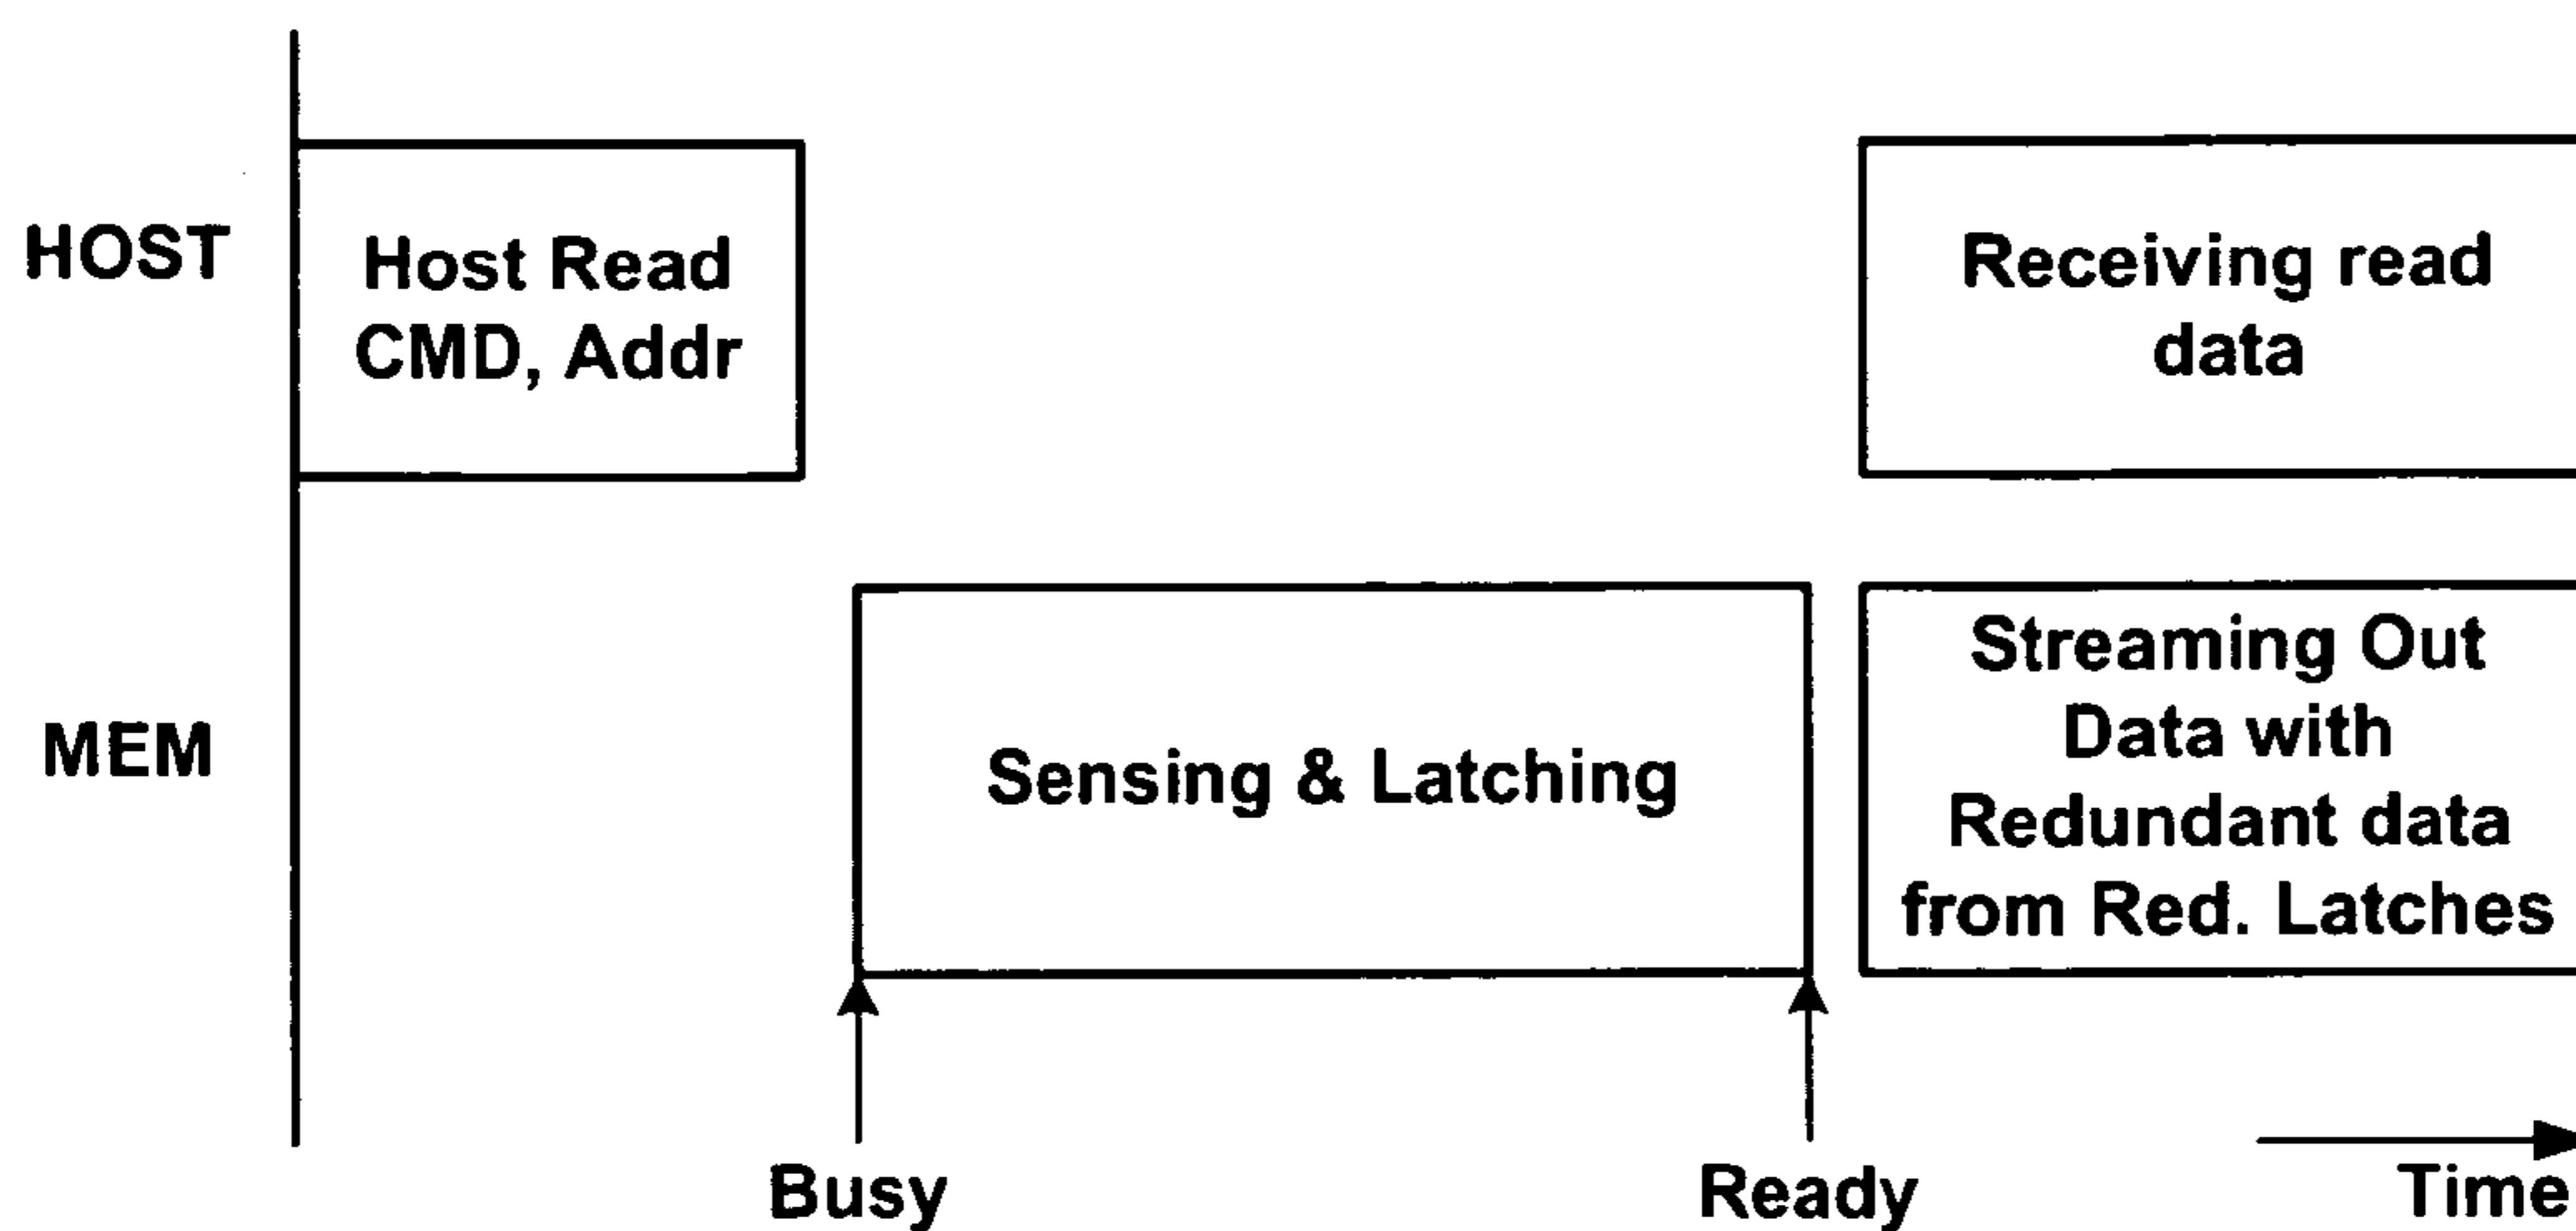 HOST
Host Read
CMD, Addr
Receiving read
data
MEM
Sensing & Latching
Streaming Out
Data with
Redundant data
from Red. Latches
Busy
Ready
Time